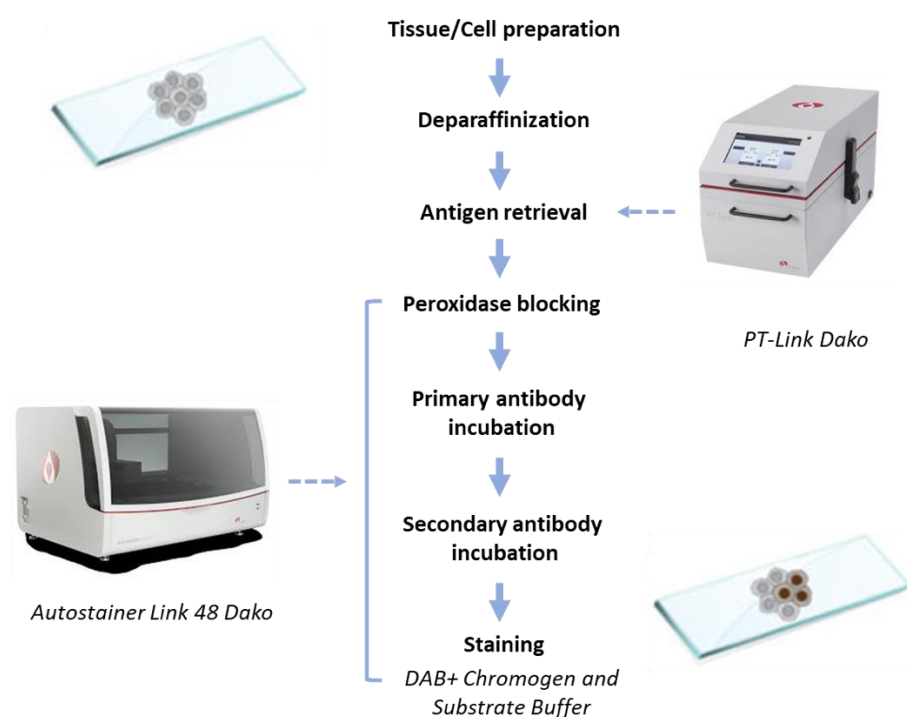 Tissue/Cell preparation
Deparaffinization
Antigen retrieval
Peroxidase blocking
PT-Link Dako
Primary antibody
incubation
Secondary antibody
incubation
Autostainer Link 48 Dako
Staining
DAB+ Chromogen and
Substrate Buffer